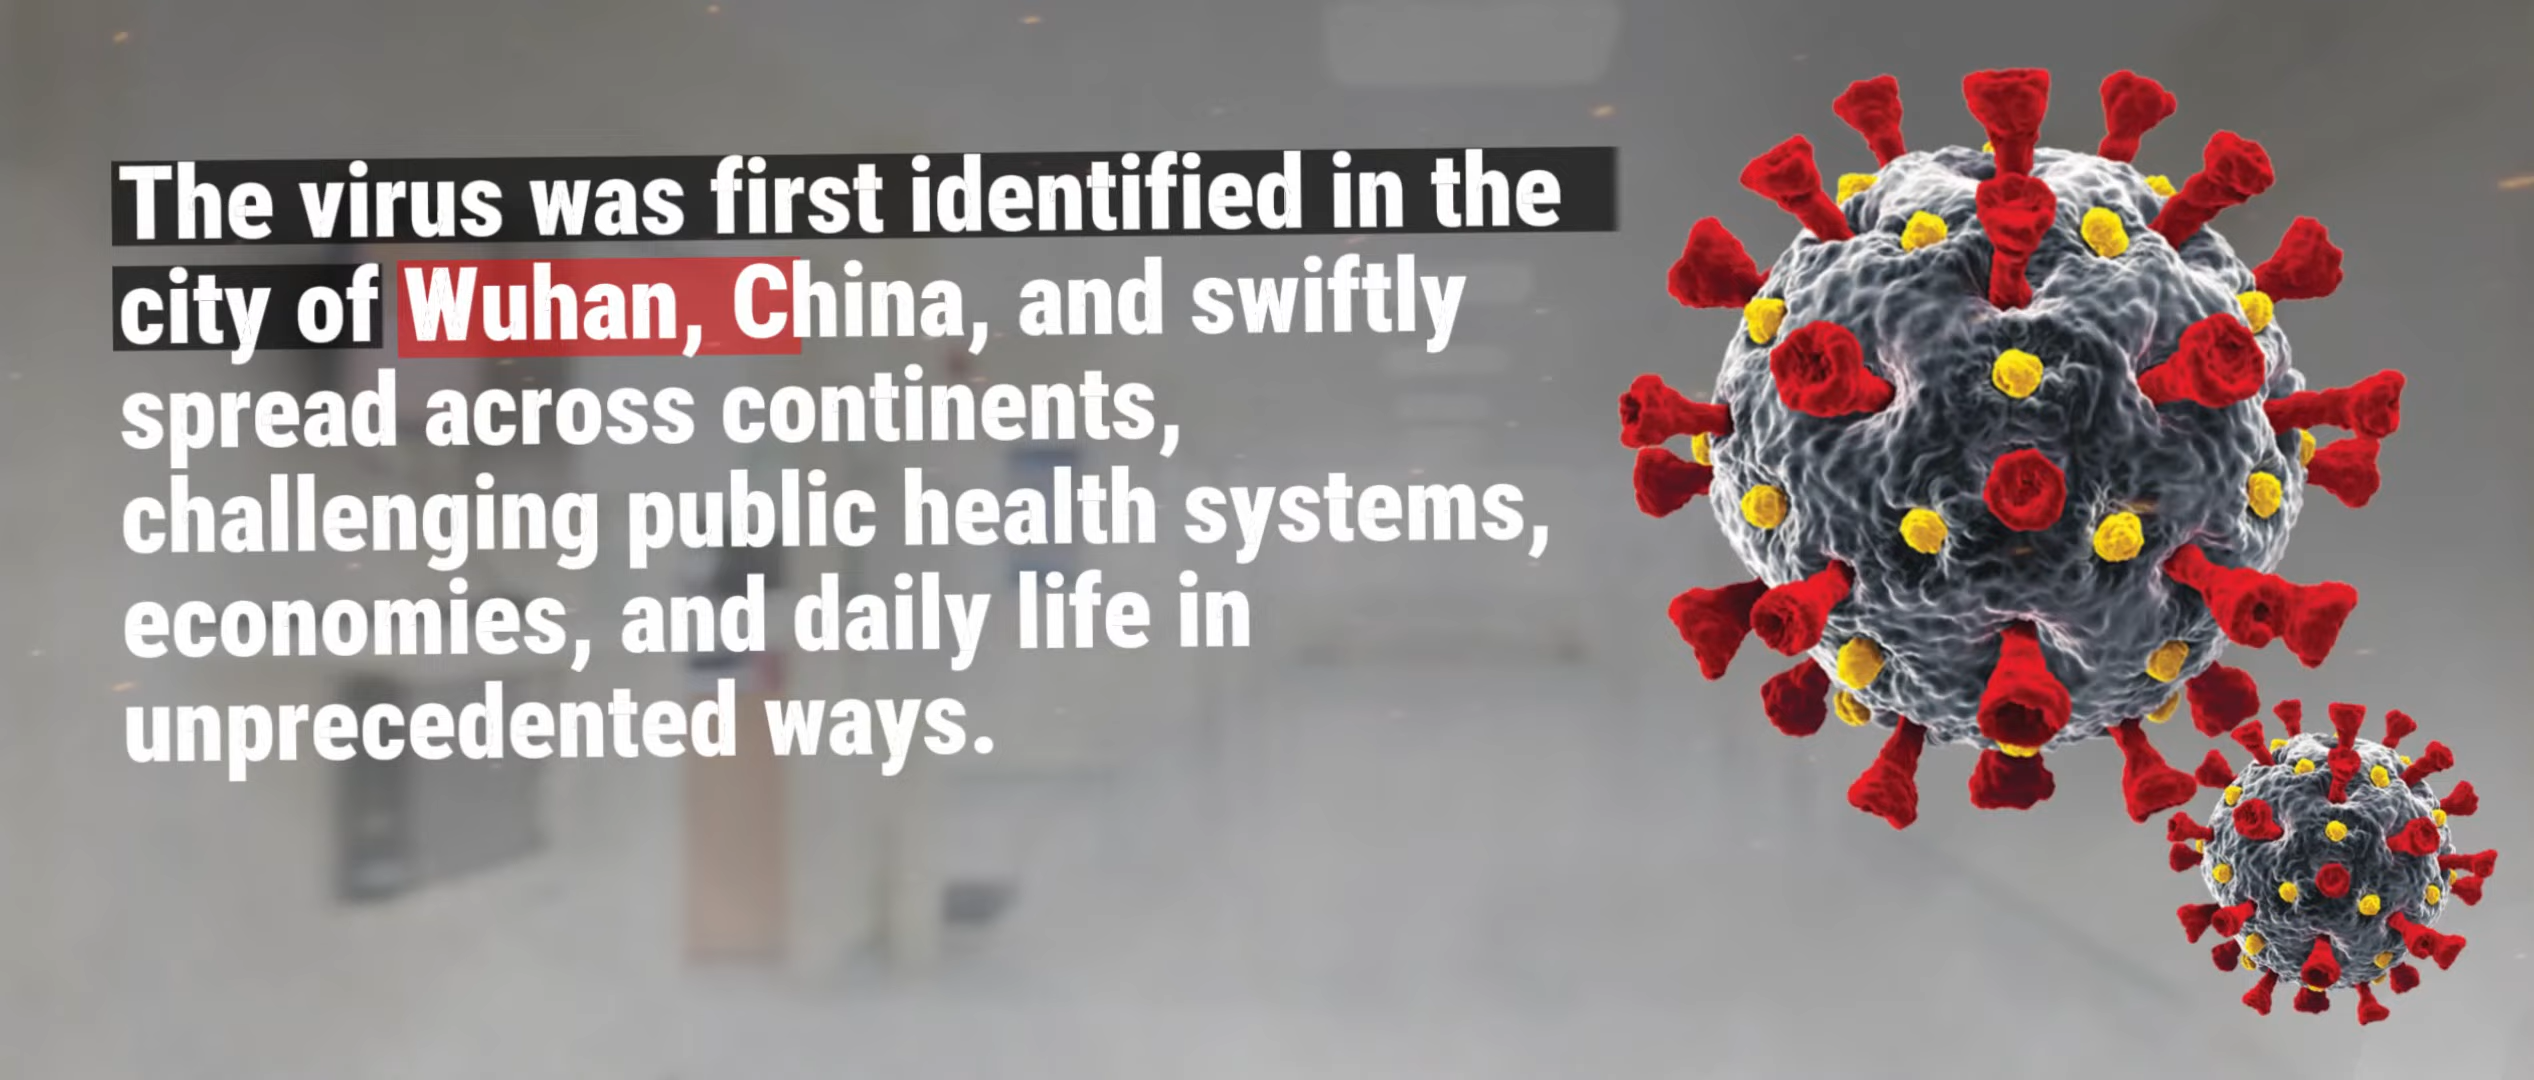 The virus was first identified in the
city of Wuhan, China, and swiftly
spread across continents,
challenging public health systems,
economies, and daily life in
unprecedented ways.